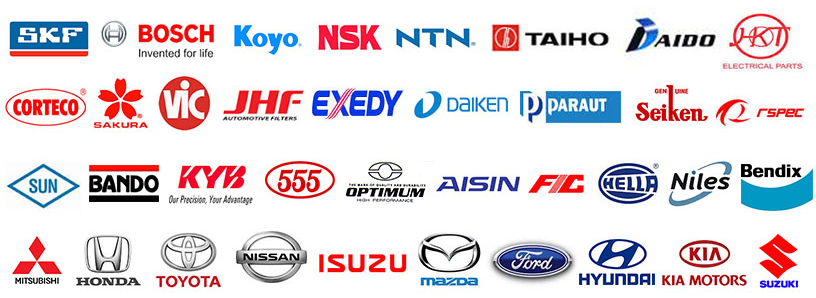 SKF
BOSCH
Invented for life
Koyo
NSK
NTN
TAIHO
DAIDO
HKT
ELECTRICAL PARTS
CORTECO
SAKURA
VIC
JHF
AUTOMOTIVE FILTERS
EXEDY
DAIKEN
PARAUT
GENUINE
Seiken
rspec
SUN
BANDO
KYB
Our Precision, Your Advantage
555
THE MARK OF QUALITY AND DURABILITY
OPTIMUM
HIGH PERFORMANCE
AISIN
FIC
HELLA
Niles
Bendix
MITSUBISHI
HONDA
TOYOTA
NISSAN
ISUZU
mazda
Ford
HYUNDAI
KIA
KIA MOTORS
SUZUKI